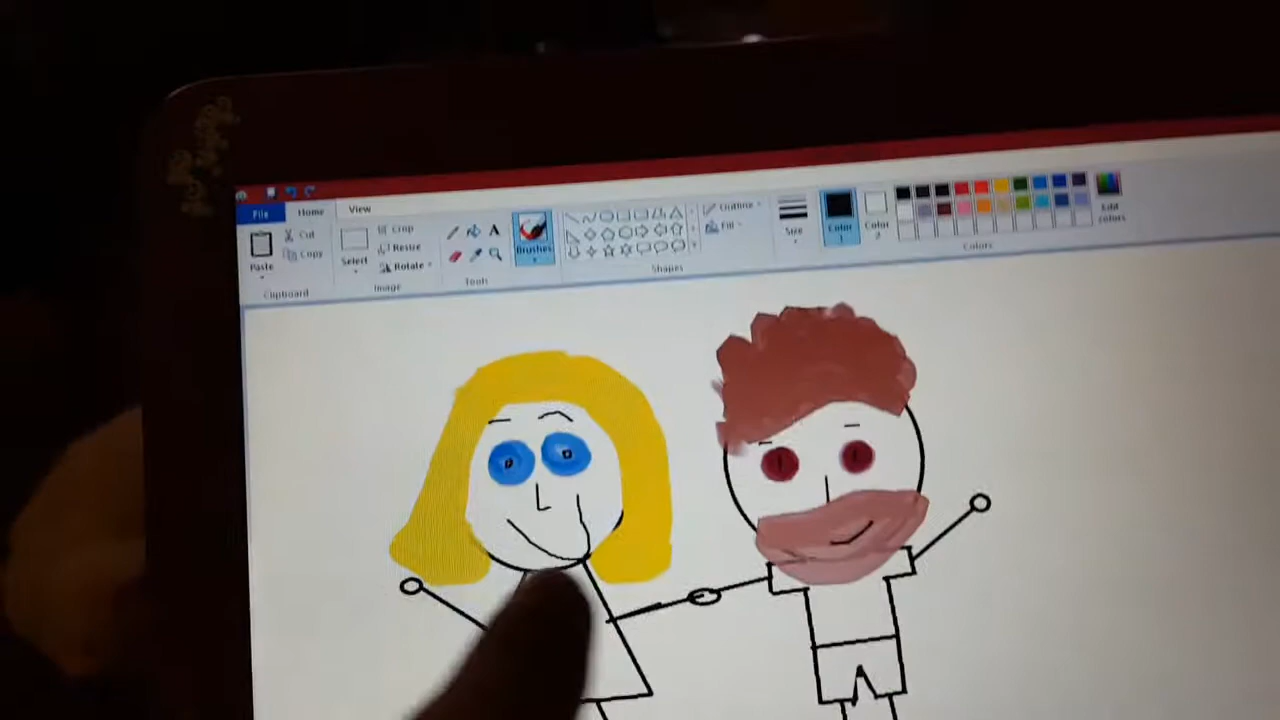 File Home View
Paste Cut Copy Clipboard
Select Crop Resize Rotate Image
A Tools
Brushes
Outline Fill Shapes
Size
Color 1 Color 2
Edit colors Colors